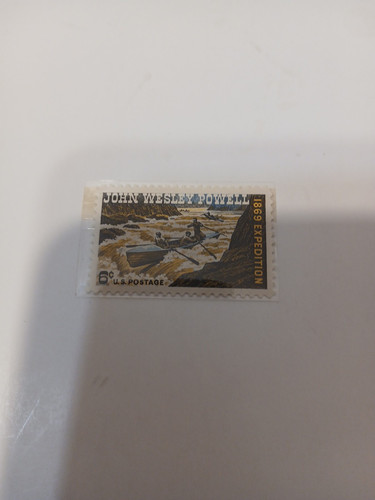 JOHN WESLEY POWELL
1869 EXPEDITION
6c
U.S. POSTAGE